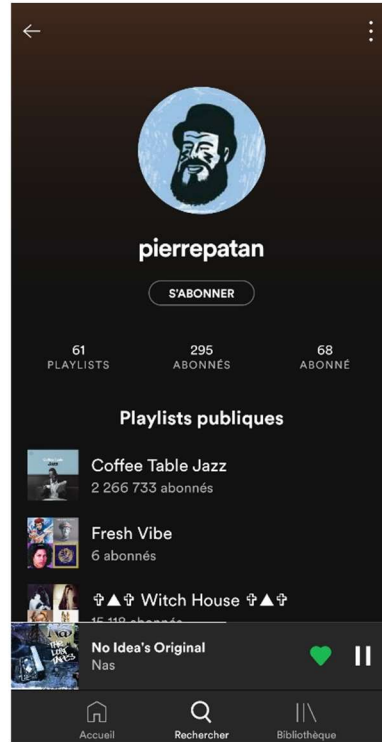 pierrepatan
S'ABONNER
61 295 68
PLAYLISTS ABONNÉS ABONNÉ
Playlists publiques
Coffee Table Jazz
2 266 733 abonnés
Fresh Vibe
6 abonnés
✞▲✞ Witch House ✞▲✞
No Idea's Original
Nas
Accueil Rechercher Bibliothèque